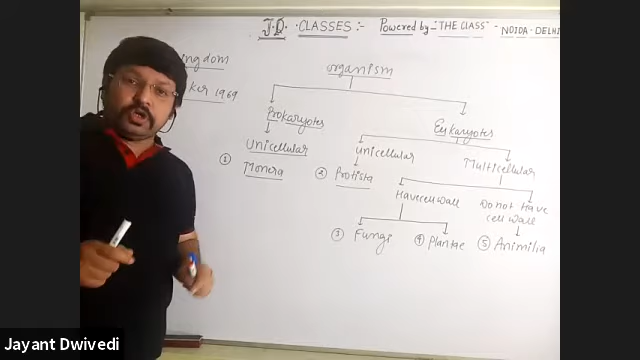 J.D. CLASSES :- Powered by - "THE CLASS" - NOIDA-DELHI
ngdom
ker 1969
organism
Prokaryotes
Eukaryotes
Unicellular
① Monera
unicellular
② Protista
Multicellular
Have cell wall
Do not Have
cell wall
③ Fungi
④ Plantae
⑤ Animilia
Jayant Dwivedi